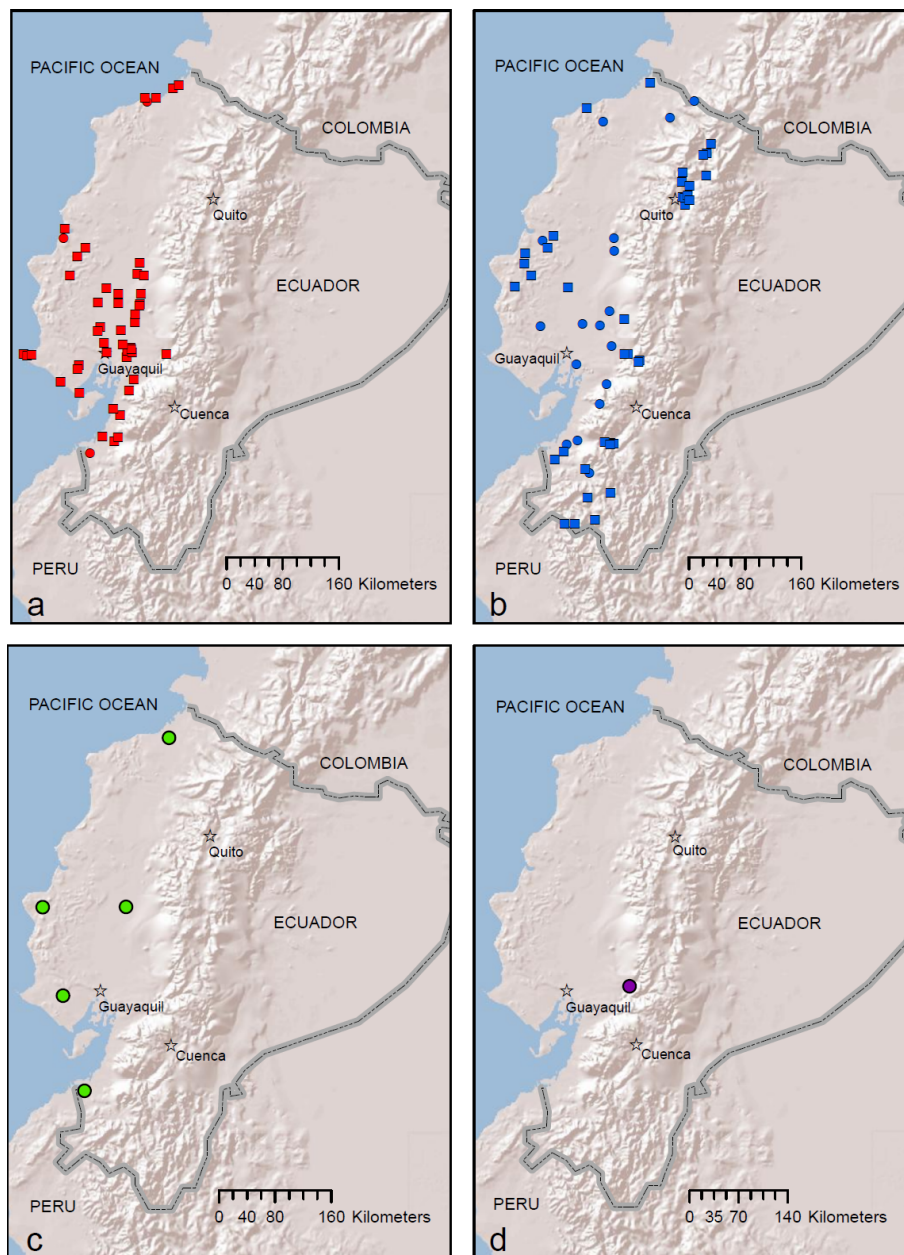 PACIFIC OCEAN
COLOMBIA
Quito
ECUADOR
Guayaquil
Cuenca
0 40 80 160 Kilometers
PERU
a
PACIFIC OCEAN
COLOMBIA
Quito
ECUADOR
Guayaquil
Cuenca
0 40 80 160 Kilometers
PERU
b
PACIFIC OCEAN
COLOMBIA
Quito
ECUADOR
Guayaquil
Cuenca
0 40 80 160 Kilometers
PERU
c
PACIFIC OCEAN
COLOMBIA
Quito
ECUADOR
Guayaquil
Cuenca
0 35 70 140 Kilometers
PERU
d